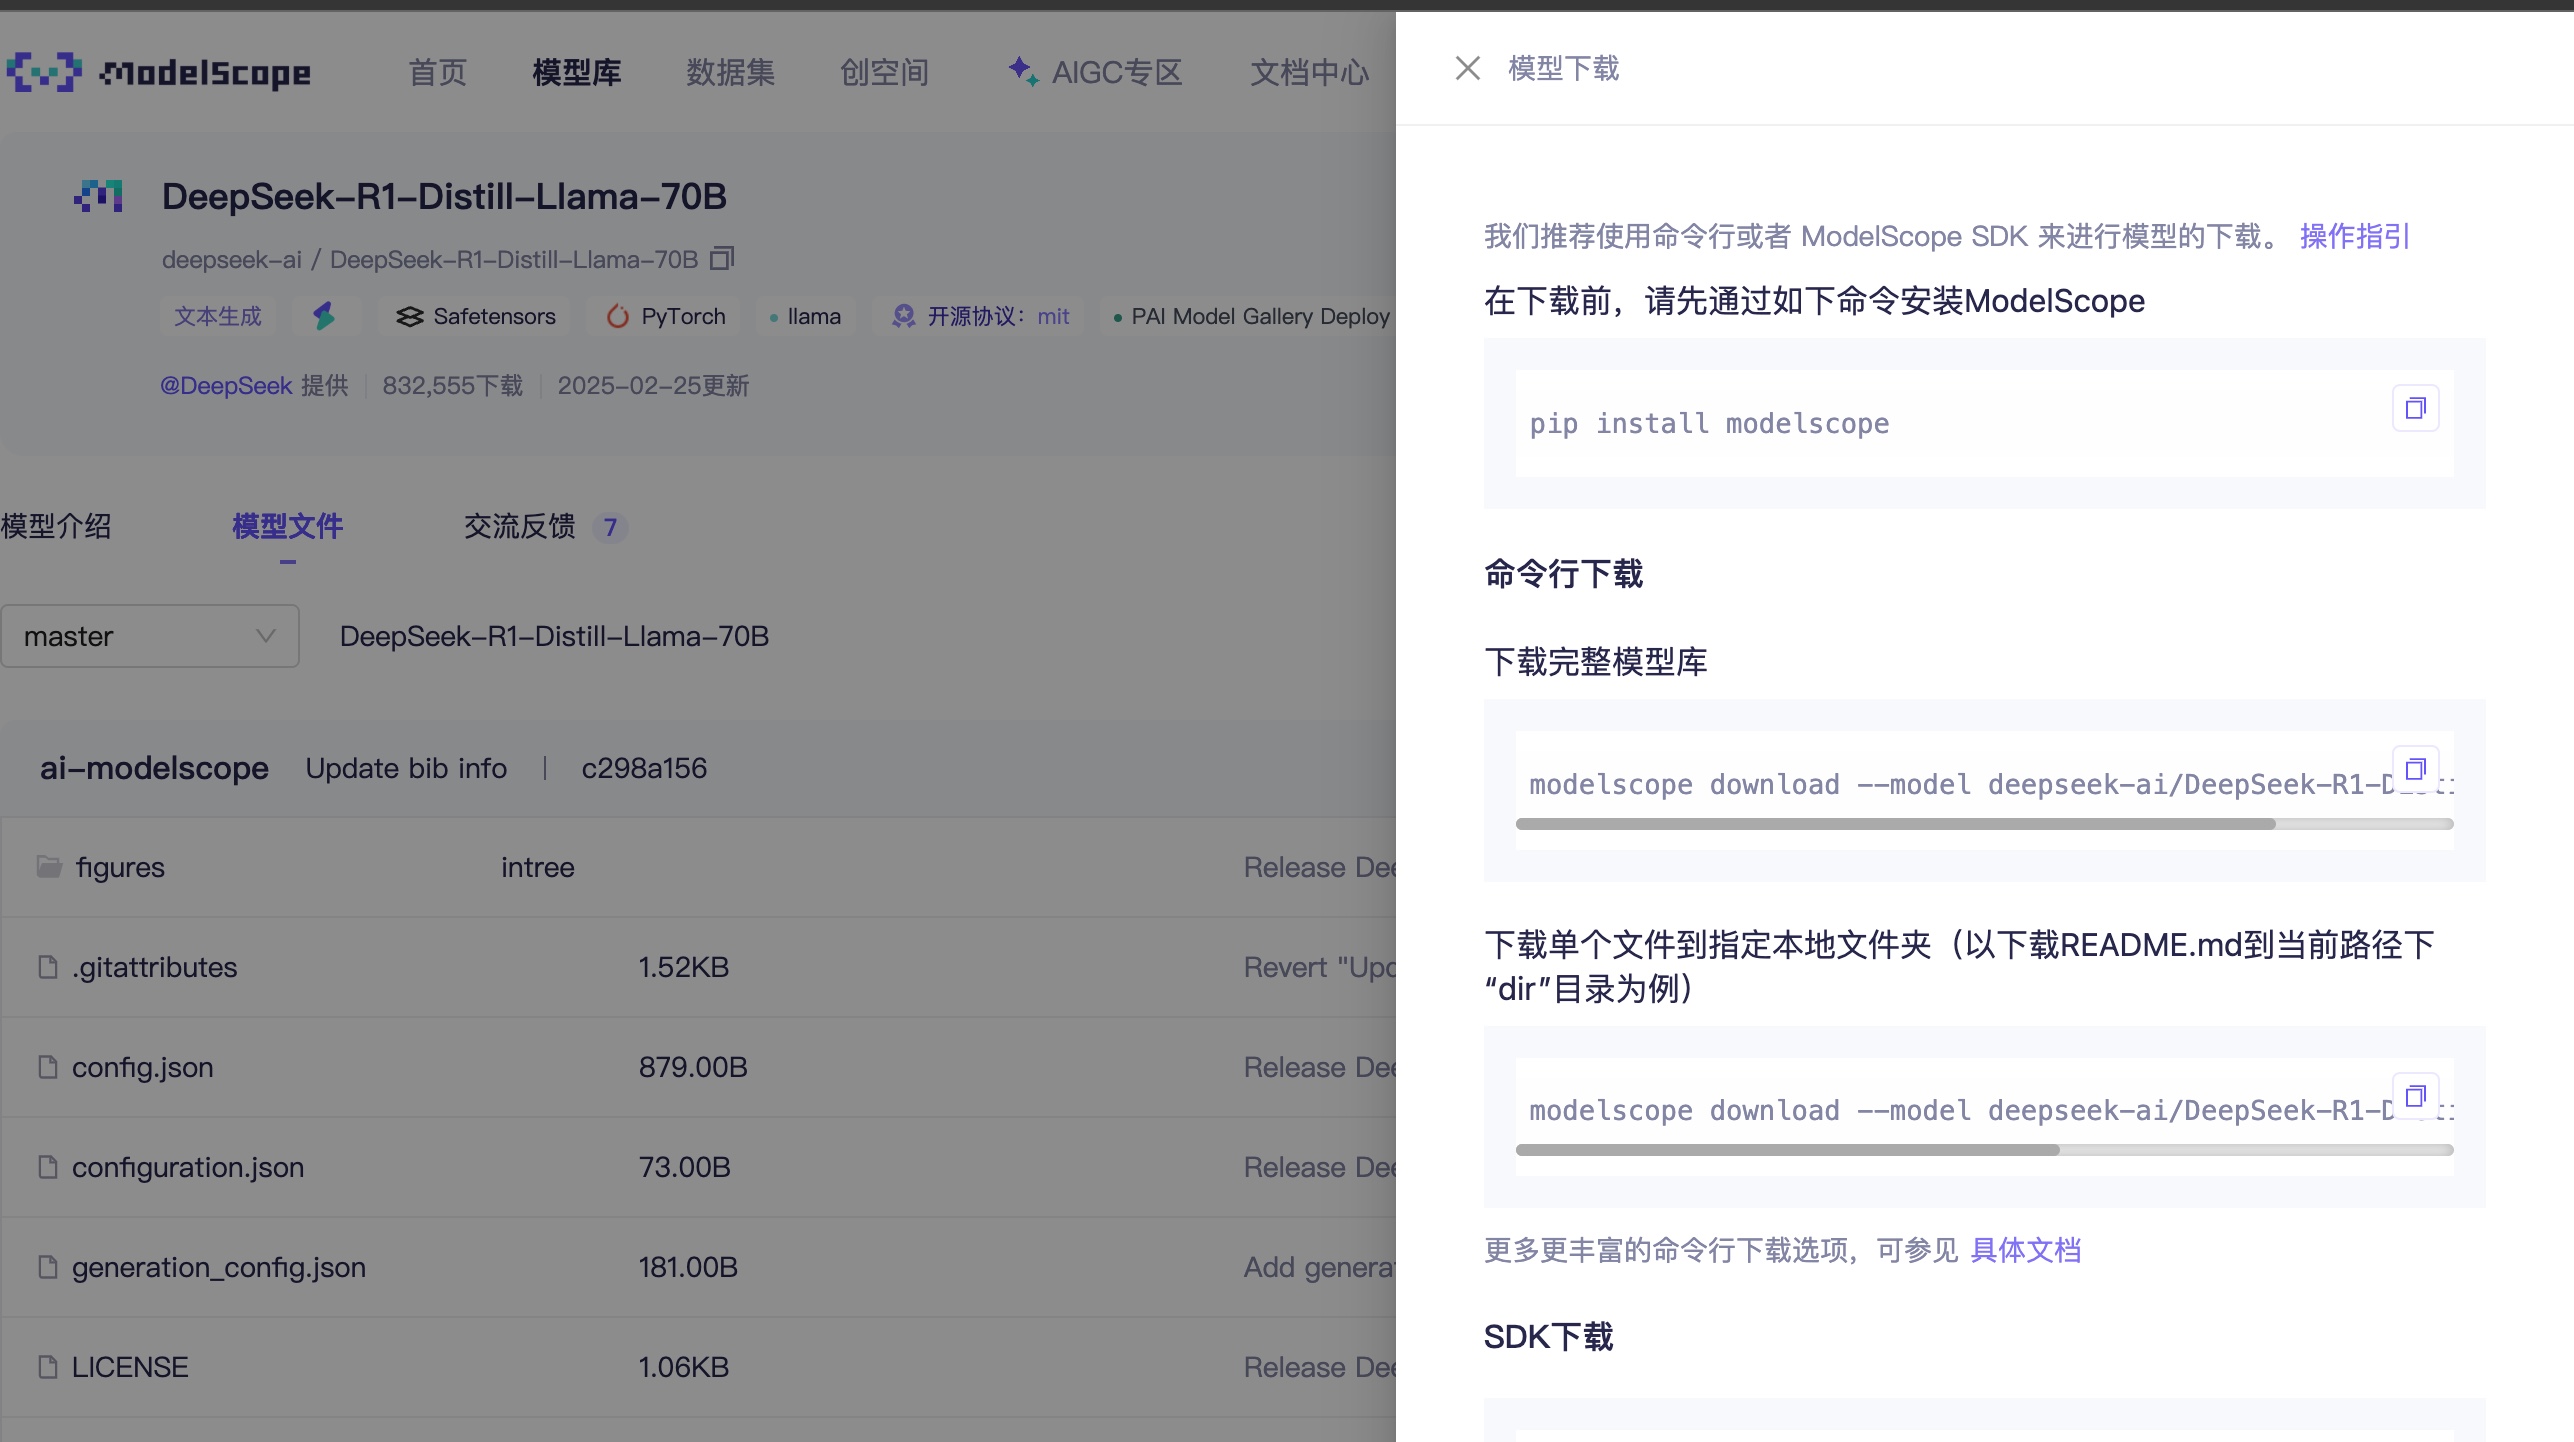 ModelScope 首页 模型库 数据集 创空间 AIGC专区 文档中心
DeepSeek-R1-Distill-Llama-70B
deepseek-ai / DeepSeek-R1-Distill-Llama-70B
文本生成 Safetensors PyTorch llama 开源协议：mit PAI Model Gallery Deploy
@DeepSeek 提供 832,555下载 2025-02-25更新
模型介绍 模型文件 交流反馈 7
master DeepSeek-R1-Distill-Llama-70B
ai-modelscope Update bib info | c298a156
figures intree Release Dee
.gitattributes 1.52KB Revert "Upd
config.json 879.00B Release Dee
configuration.json 73.00B Release Dee
generation_config.json 181.00B Add genera
LICENSE 1.06KB Release Dee
模型下载
我们推荐使用命令行或者 ModelScope SDK 来进行模型的下载。 操作指引
在下载前，请先通过如下命令安装ModelScope
pip install modelscope
命令行下载
下载完整模型库
modelscope download --model deepseek-ai/DeepSeek-R1-Disti
下载单个文件到指定本地文件夹（以下载README.md到当前路径下
“dir”目录为例）
modelscope download --model deepseek-ai/DeepSeek-R1-Disti
更多更丰富的命令行下载选项，可参见 具体文档
SDK下载